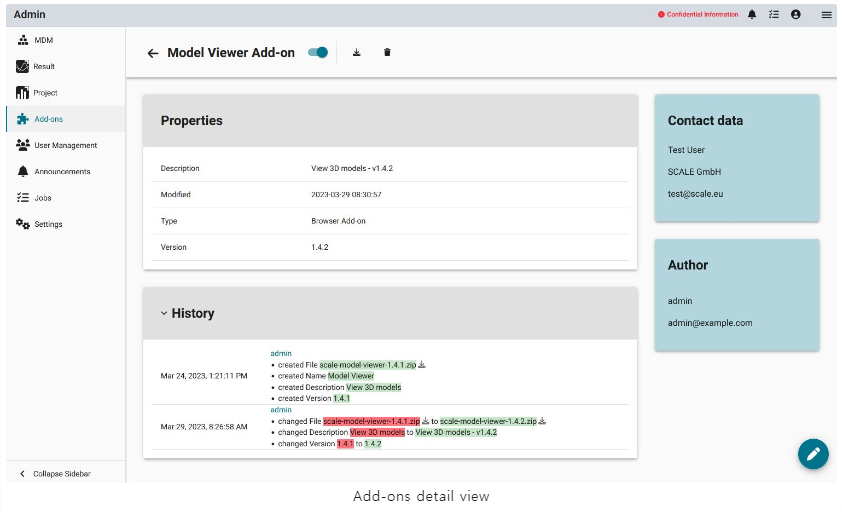 Admin
Confidential Information
MDM
Result
Project
Add-ons
User Management
Announcements
Jobs
Settings
Collapse Sidebar
Model Viewer Add-on
Properties
Description View 3D models - v1.4.2
Modified 2023-03-29 08:30:57
Type Browser Add-on
Version 1.4.2
History
Mar 24, 2023, 1:21:11 PM
admin
• created File scale-model-viewer-1.4.1.zip
• created Name Model Viewer
• created Description View 3D models
• created Version 1.4.1
Mar 29, 2023, 8:26:58 AM
admin
• changed File scale-model-viewer-1.4.1.zip to scale-model-viewer-1.4.2.zip
• changed Description View 3D models to View 3D models - v1.4.2
• changed Version 1.4.1 to 1.4.2
Contact data
Test User
SCALE GmbH
test@scale.eu
Author
admin
admin@example.com
Add-ons detail view